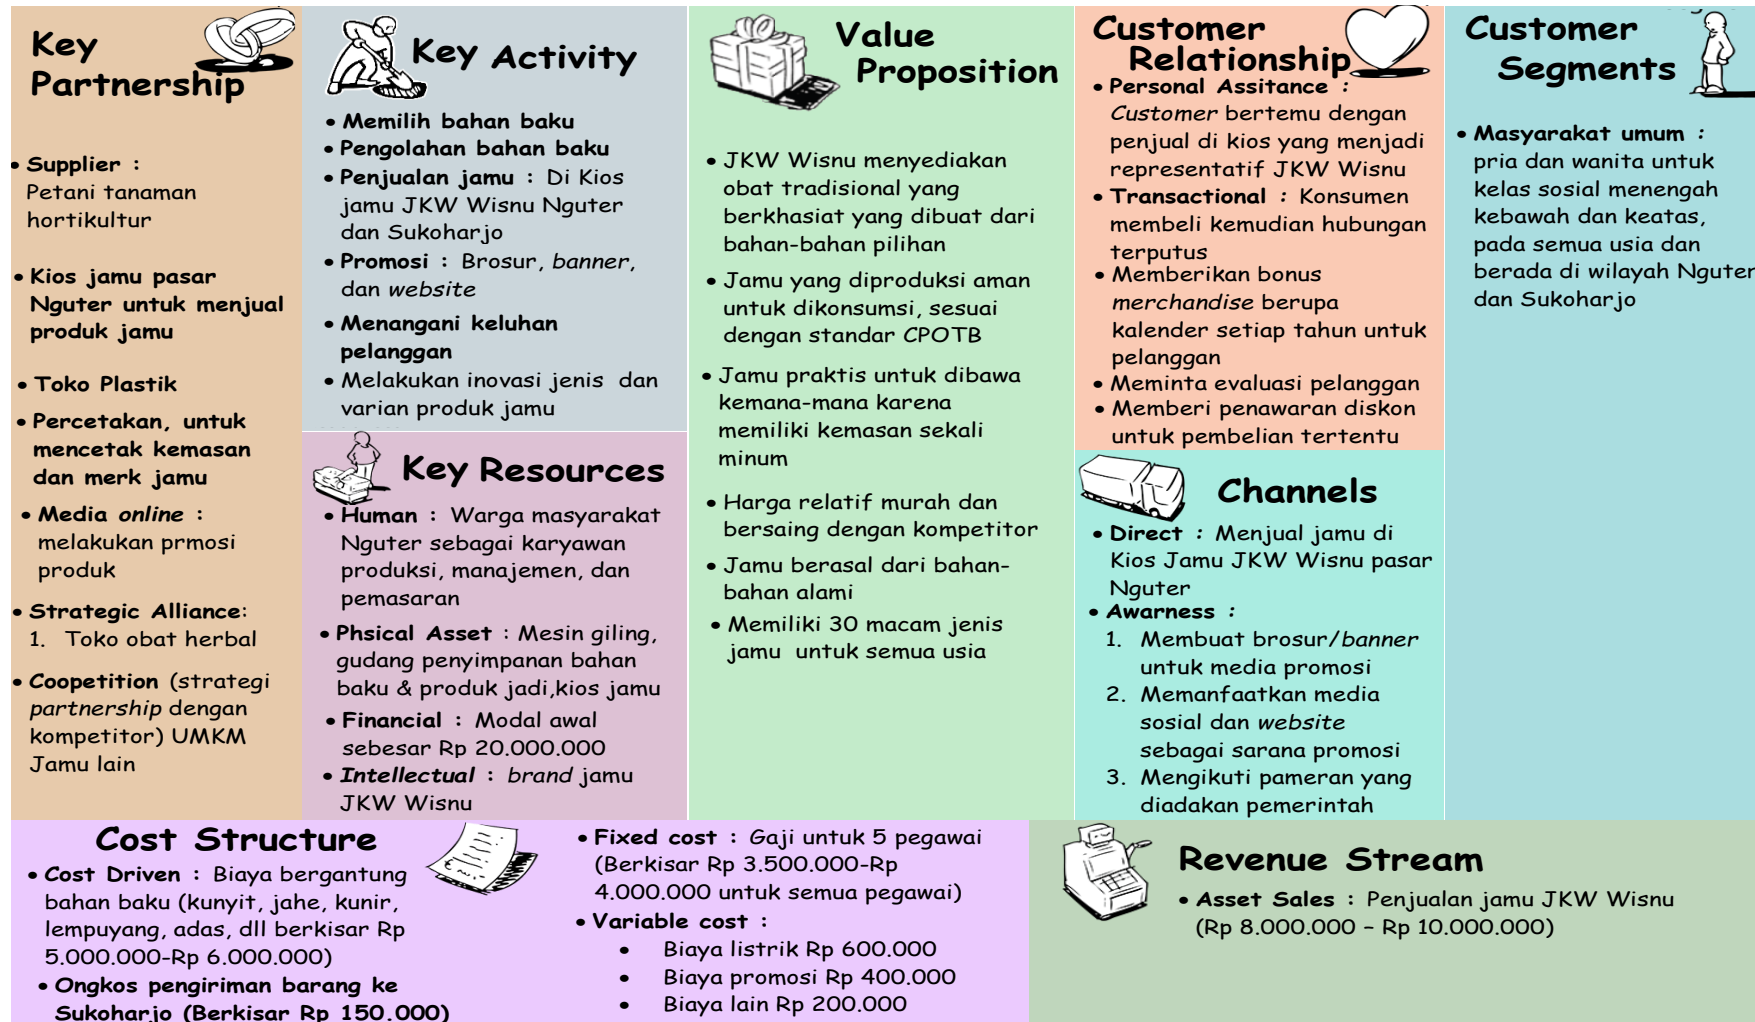 Key
Partnership
• Supplier :
Petani tanaman
hortikultur
• Kios jamu pasar
Nguter untuk menjual
produk jamu
• Toko Plastik
• Percetakan, untuk
mencetak kemasan
dan merk jamu
• Media online :
melakukan prmosi
produk
• Strategic Alliance:
1. Toko obat herbal
• Coopetition (strategi
partnership dengan
kompetitor) UMKM
Jamu lain
Key Activity
• Memilih bahan baku
• Pengolahan bahan baku
• Penjualan jamu : Di Kios
jamu JKW Wisnu Nguter
dan Sukoharjo
• Promosi : Brosur, banner,
dan website
• Menangani keluhan
pelanggan
• Melakukan inovasi jenis dan
varian produk jamu
Key Resources
• Human : Warga masyarakat
Nguter sebagai karyawan
produksi, manajemen, dan
pemasaran
• Phsical Asset : Mesin giling,
gudang penyimpanan bahan
baku & produk jadi,kios jamu
• Financial : Modal awal
sebesar Rp 20.000.000
• Intellectual : brand jamu
JKW Wisnu
Value
Proposition
• JKW Wisnu menyediakan
obat tradisional yang
berkhasiat yang dibuat dari
bahan-bahan pilihan
• Jamu yang diproduksi aman
untuk dikonsumsi, sesuai
dengan standar CPOTB
• Jamu praktis untuk dibawa
kemana-mana karena
memiliki kemasan sekali
minum
• Harga relatif murah dan
bersaing dengan kompetitor
• Jamu berasal dari bahan-
bahan alami
• Memiliki 30 macam jenis
jamu untuk semua usia
Customer
Relationship
• Personal Assitance :
Customer bertemu dengan
penjual di kios yang menjadi
representatif JKW Wisnu
• Transactional : Konsumen
membeli kemudian hubungan
terputus
• Memberikan bonus
merchandise berupa
kalender setiap tahun untuk
pelanggan
• Meminta evaluasi pelanggan
• Memberi penawaran diskon
untuk pembelian tertentu
Channels
• Direct : Menjual jamu di
Kios Jamu JKW Wisnu pasar
Nguter
• Awarness :
1. Membuat brosur/banner
untuk media promosi
2. Memanfaatkan media
sosial dan website
sebagai sarana promosi
3. Mengikuti pameran yang
diadakan pemerintah
Customer
Segments
• Masyarakat umum :
pria dan wanita untuk
kelas sosial menengah
kebawah dan keatas,
pada semua usia dan
berada di wilayah Nguter
dan Sukoharjo
Cost Structure
• Cost Driven : Biaya bergantung
bahan baku (kunyit, jahe, kunir,
lempuyang, adas, dll berkisar Rp
5.000.000-Rp 6.000.000)
• Ongkos pengiriman barang ke
Sukoharjo (Berkisar Rp 150.000)
• Fixed cost : Gaji untuk 5 pegawai
(Berkisar Rp 3.500.000-Rp
4.000.000 untuk semua pegawai)
• Variable cost :
• Biaya listrik Rp 600.000
• Biaya promosi Rp 400.000
• Biaya lain Rp 200.000
Revenue Stream
• Asset Sales : Penjualan jamu JKW Wisnu
(Rp 8.000.000 – Rp 10.000.000)